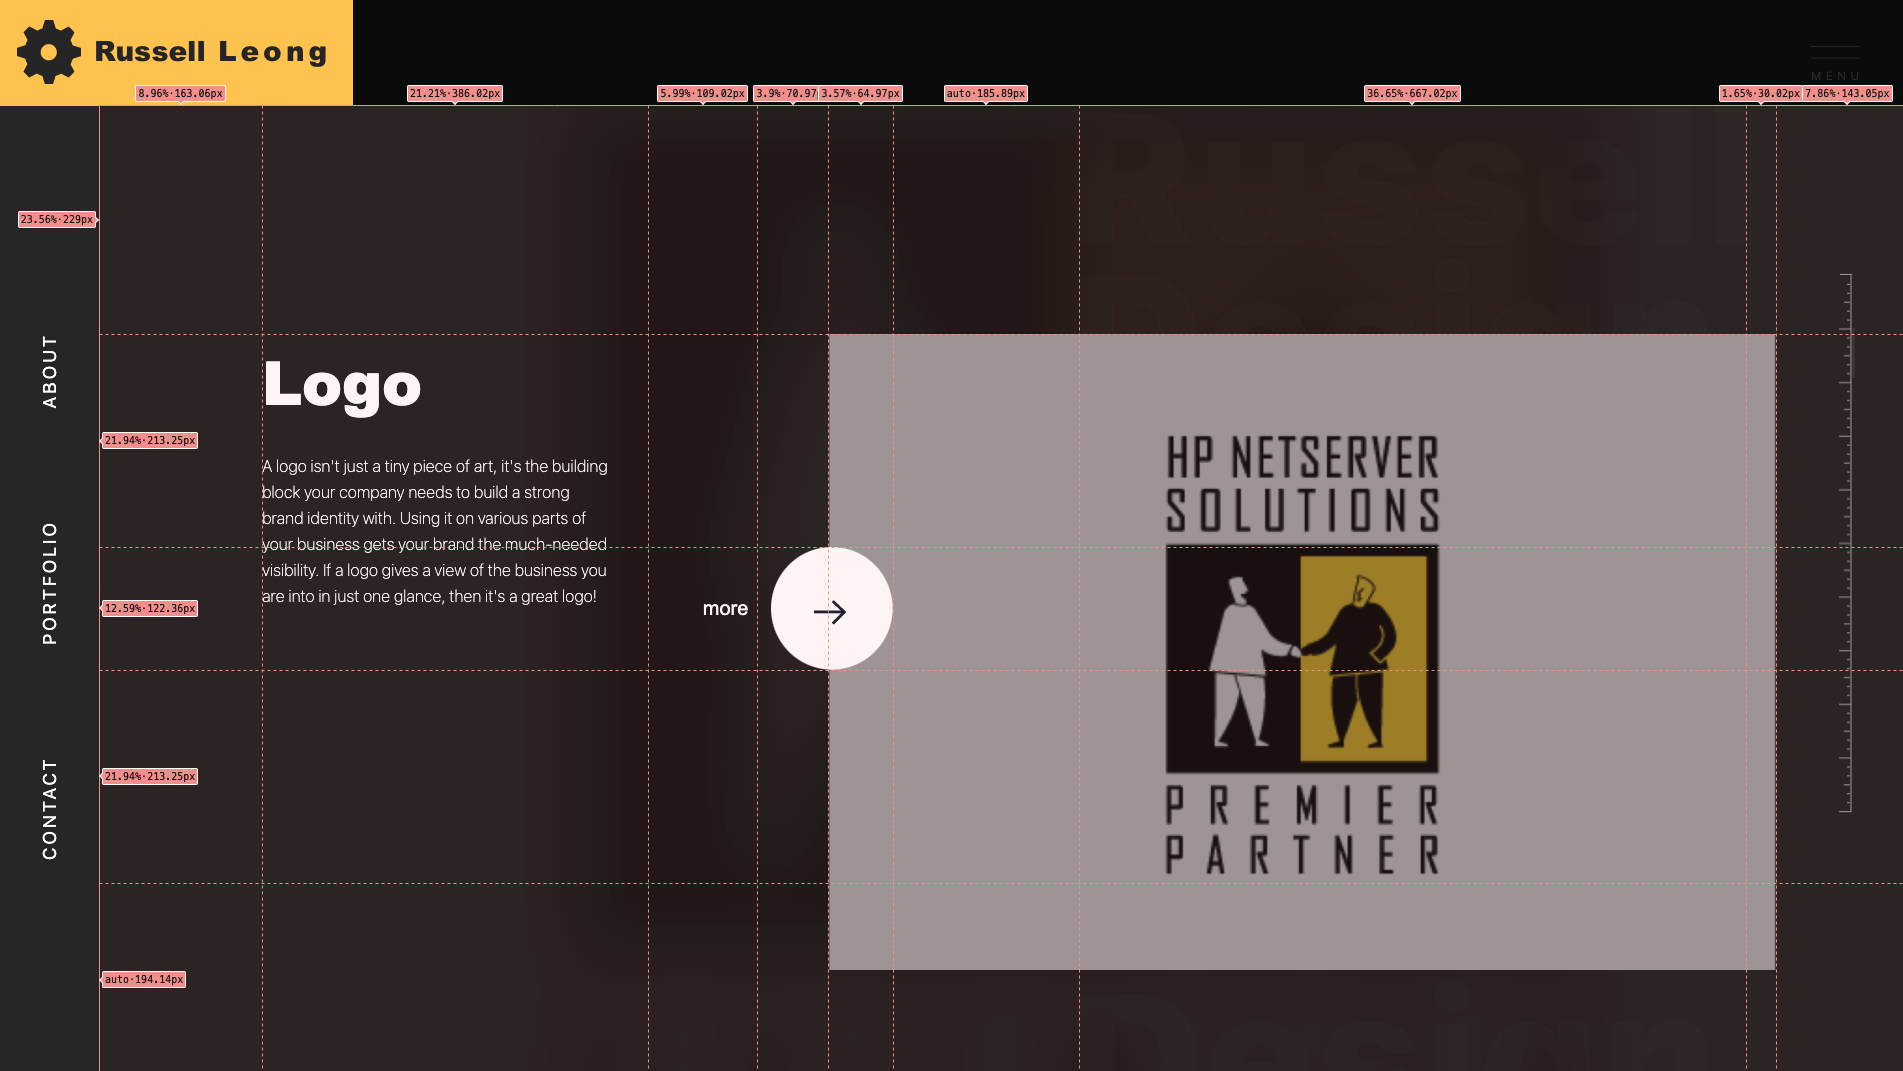 Russell Leong
MENU
8.96%·163.06px
21.21%·386.02px
5.99%·109.02px
3.9%·70.97
3.57%·64.97px
auto·185.89px
36.65%·667.02px
1.65%·30.02px
7.86%·143.05px
Russell
Design
23.56%·229px
ABOUT
21.94%·213.25px
PORTFOLIO
12.59%·122.36px
21.94%·213.25px
CONTACT
auto·194.14px
Logo
A logo isn't just a tiny piece of art, it's the building
block your company needs to build a strong
brand identity with. Using it on various parts of
your business gets your brand the much-needed
visibility. If a logo gives a view of the business you
are into in just one glance, then it's a great logo!
more
HP NETSERVER
SOLUTIONS
PREMIER
PARTNER
Design